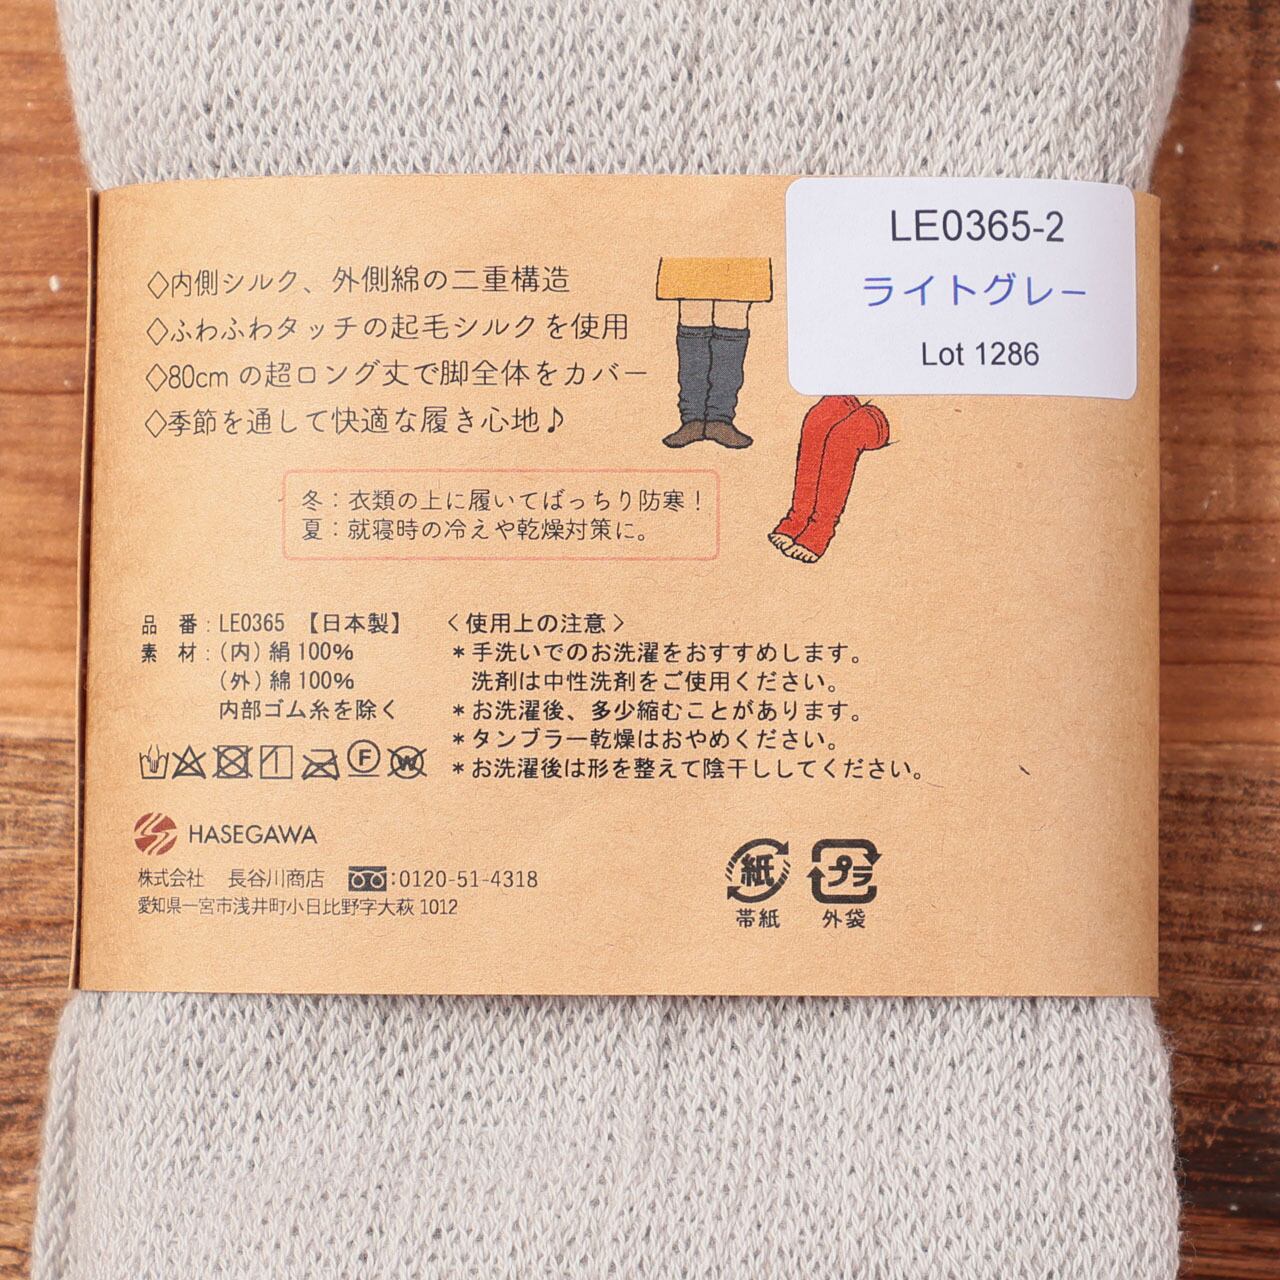 LE0365-2
ライトグレー
Lot 1286
◇内側シルク、外側綿の二重構造
◇ふわふわタッチの起毛シルクを使用
◇80cm の超ロング丈で脚全体をカバー
◇季節を通して快適な履き心地♪
冬：衣類の上に履いてばっちり防寒！
夏：就寝時の冷えや乾燥対策に。
品 番：LE0365 【日本製】
素 材：（内）絹100％
（外）綿100％
内部ゴム糸を除く
F W
＜使用上の注意＞
＊手洗いでのお洗濯をおすすめします。
洗剤は中性洗剤をご使用ください。
＊お洗濯後、多少縮むことがあります。
＊タンブラー乾燥はおやめください。
＊お洗濯後は形を整えて陰干ししてください。
HASEGAWA
株式会社 長谷川商店 :0120-51-4318
愛知県一宮市浅井町小日比野字大萩1012
紙
帯紙
プラ
外袋